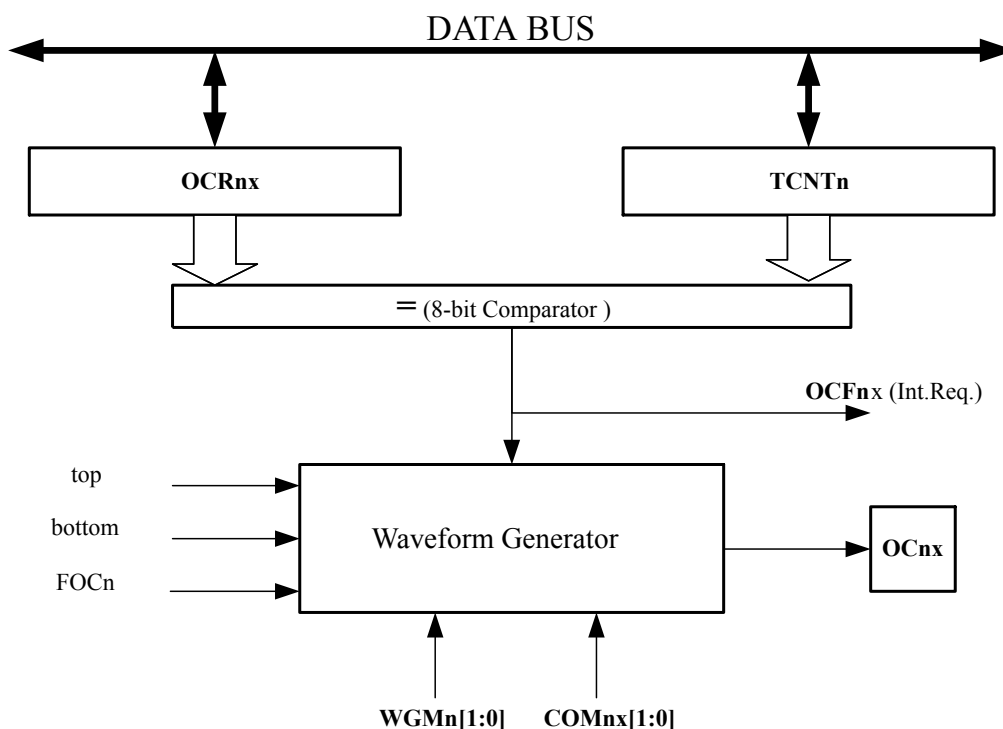 DATA BUS
OCRnx
TCNTn
= (8-bit Comparator )
OCFnx (Int.Req.)
top
bottom
FOCn
Waveform Generator
OCnx
WGMn[1:0]
COMnx[1:0]